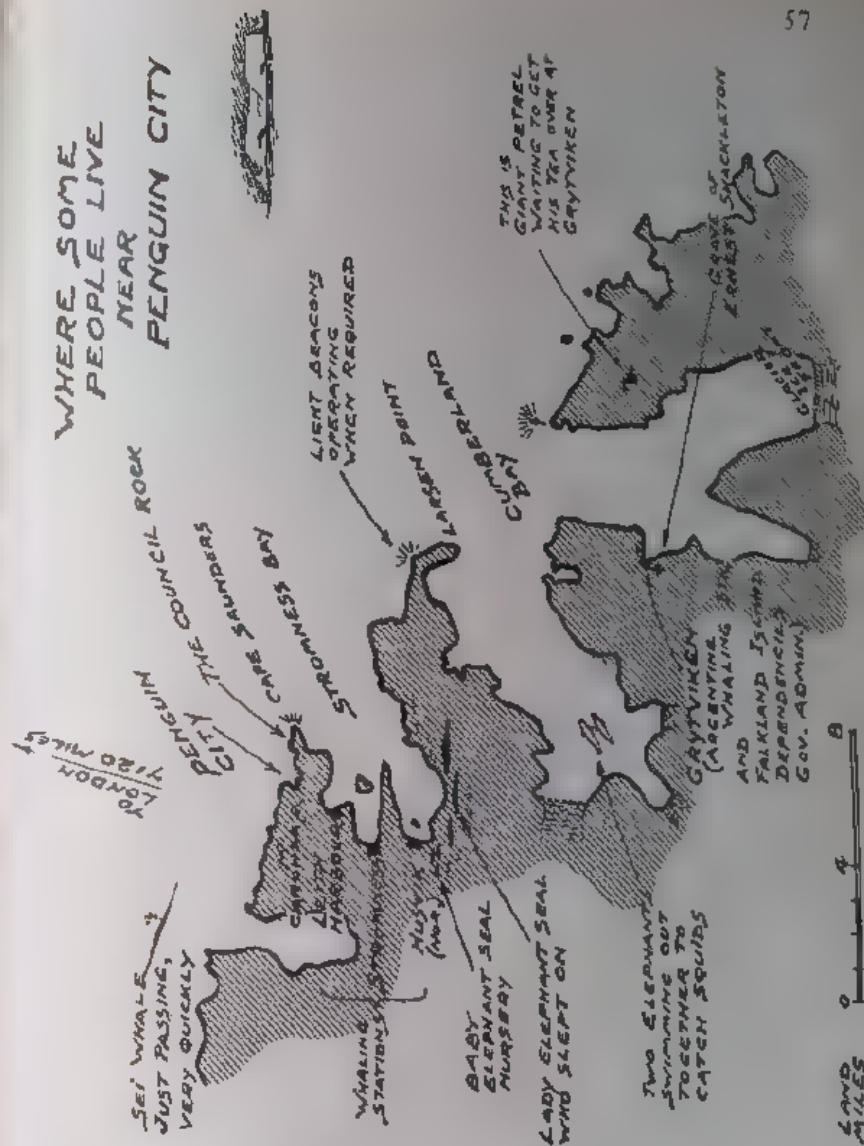 57
WHERE SOME
PEOPLE LIVE
NEAR
PENGUIN CITY
TO
LONDON
7120 MILES
SEI WHALE
JUST PASSING,
VERY QUICKLY
PENGUIN
CITY
THE COUNCIL ROCK
CAPE SAUNDERS
STROMNESS BAY
LIGHT BEACONS
OPERATING
WHEN REQUIRED
LARSEN POINT
CUMBERLAND
BAY
THIS IS
GIANT PETREL
WAITING TO GET
HIS TEA OVER AT
GRYTVIKEN
LEITH
HARBOUR
STROMNESS
HUSVIK
WHALING
STATIONS
BABY
ELEPHANT SEAL
NURSERY
LADY ELEPHANT SEAL
WHO SLEPT ON
TWO ELEPHANT
SWIMMING OUT
TOGETHER TO
CATCH SQUIDS
GRYTVIKEN
(ARGENTINE
WHALING STN
AND
FALKLAND ISLAND
DEPENDENCIES
GOV. ADMIN)
GRAVE OF
ERNEST SHACKLETON
LAND
MILES
0 4 8